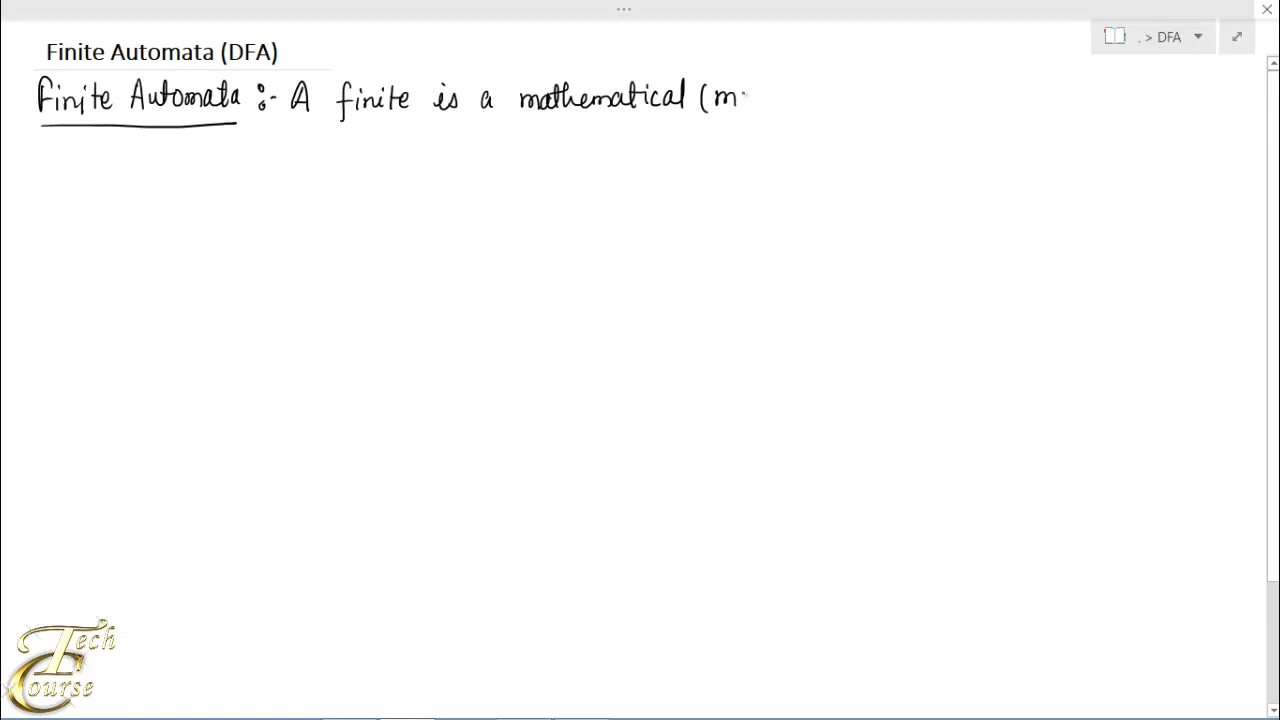 . > DFA
Finite Automata (DFA)
Finite Automata :- A finite is a mathematical (m
Tech
Course